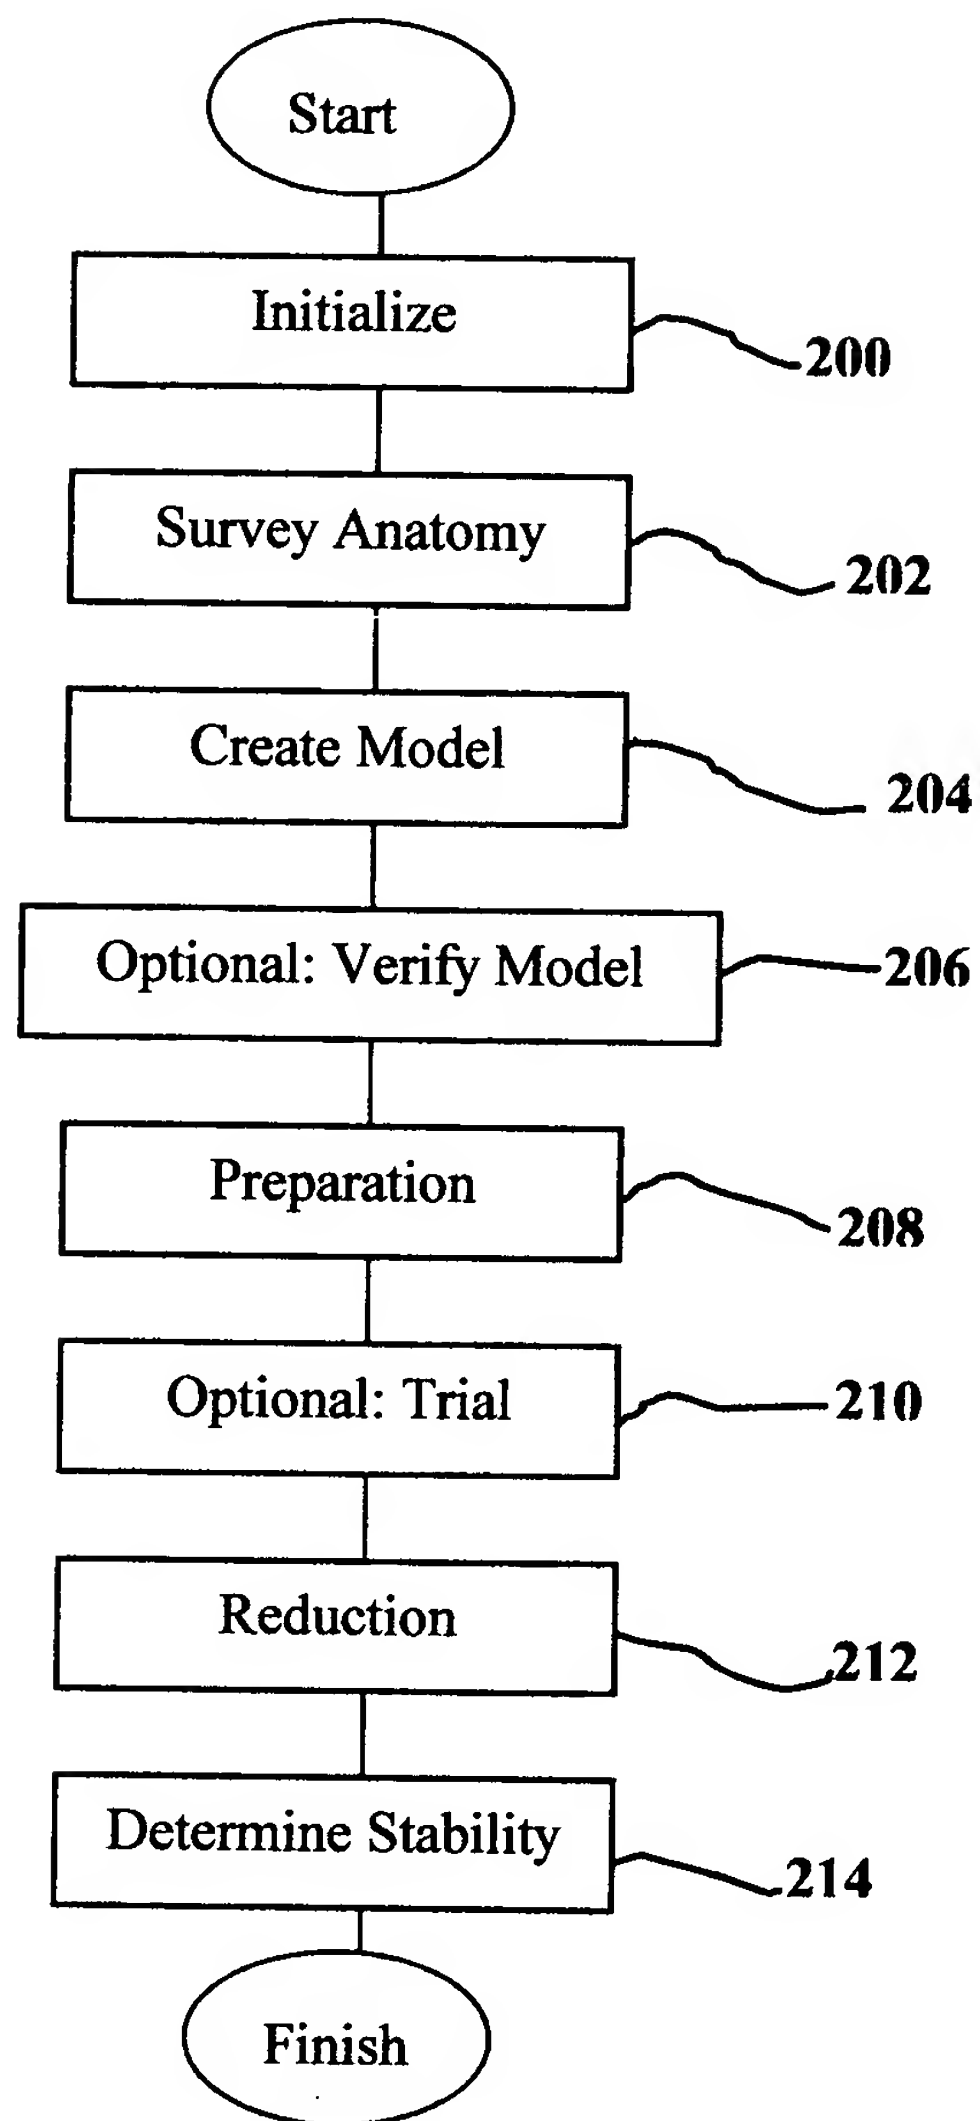 Start
Initialize
200
Survey Anatomy
202
Create Model
204
Optional: Verify Model
206
Preparation
208
Optional: Trial
210
Reduction
212
Determine Stability
214
Finish